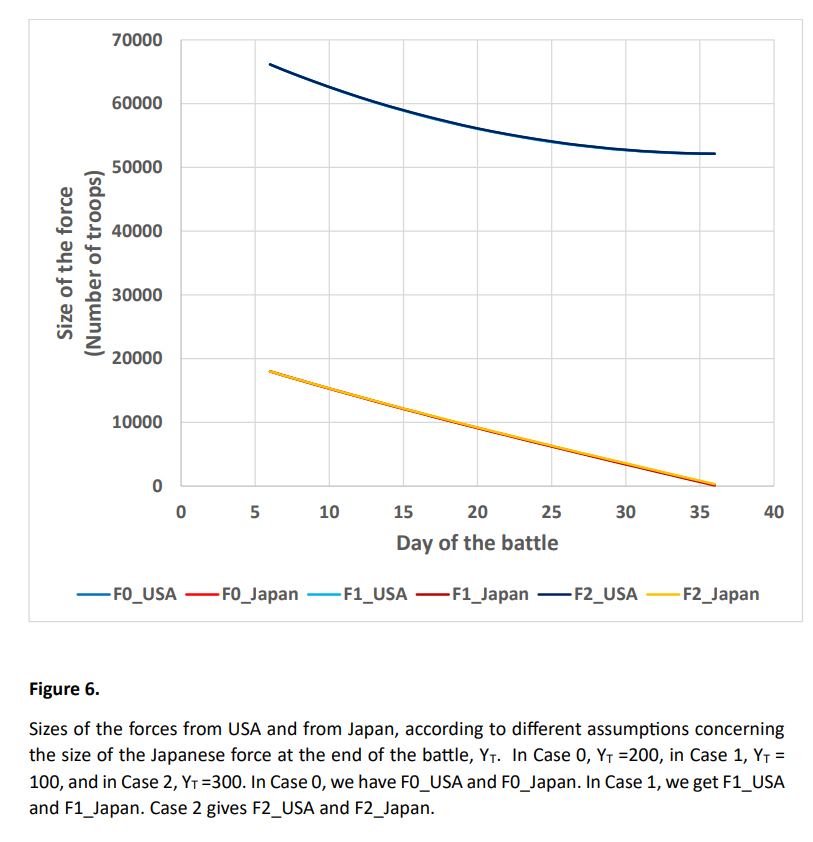 70000
60000
50000
40000
30000
20000
10000
0
Size of the force
(Number of troops)
0 5 10 15 20 25 30 35 40
Day of the battle
F0_USA F0_Japan F1_USA F1_Japan F2_USA F2_Japan
Figure 6.
Sizes of the forces from USA and from Japan, according to different assumptions concerning
the size of the Japanese force at the end of the battle, Y_T. In Case 0, Y_T =200, in Case 1, Y_T =
100, and in Case 2, Y_T =300. In Case 0, we have F0_USA and F0_Japan. In Case 1, we get F1_USA
and F1_Japan. Case 2 gives F2_USA and F2_Japan.